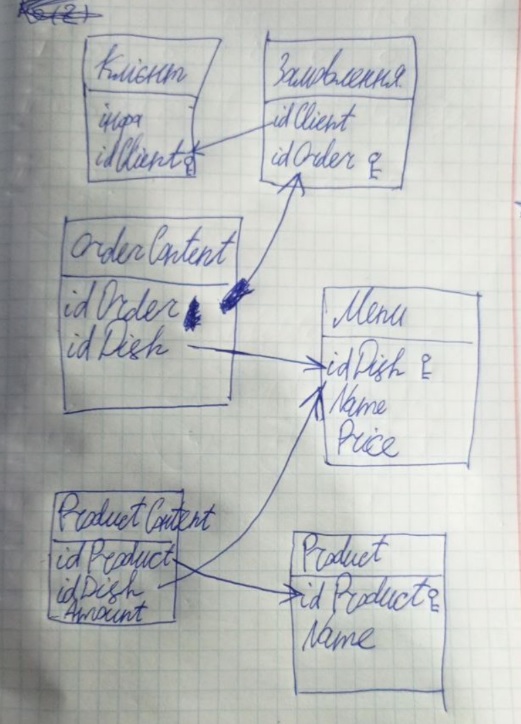 Клієнт
інфа
idClient
Замовлення
idClient
idOrder
OrderContent
idOrder
idDish
Menu
idDish
Name
Price
ProductContent
idProduct
idDish
Amount
Product
idProduct
Name